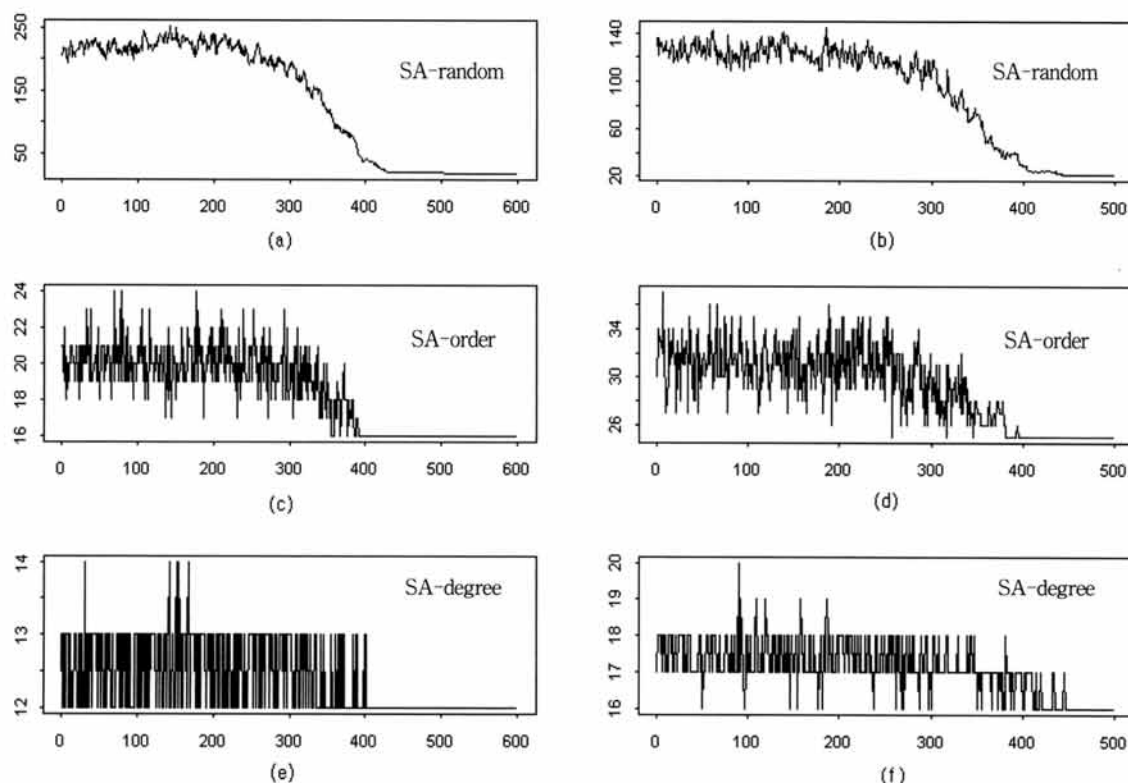 250
150
50
SA-random
0 100 200 300 400 500 600
(a)
140
100
60
20
SA-random
0 100 200 300 400 500
(b)
24
22
20
18
16
SA-order
0 100 200 300 400 500 600
(c)
34
30
26
SA-order
0 100 200 300 400 500
(d)
14
13
12
SA-degree
0 100 200 300 400 500 600
(e)
20
19
18
17
16
SA-degree
0 100 200 300 400 500
(f)